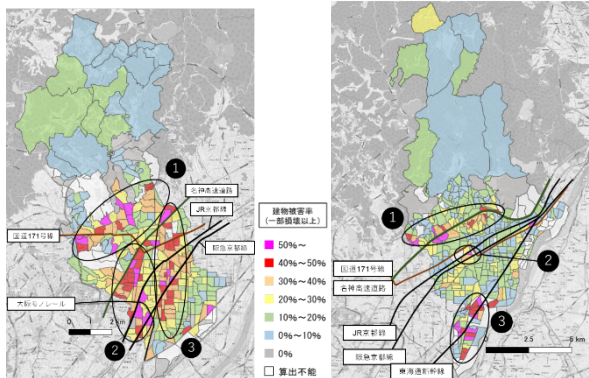 1
名神高速道路
JR京都線
国道171号線
阪急京都線
大阪モノレール
0 1 2 km
2
3
建物被害率
(一部損壊以上)
50%～
40%～50%
30%～40%
20%～30%
10%～20%
0%～10%
0%
算出不能
1
国道171号線
名神高速道路
2
3
JR京都線
阪急京都線
東海道新幹線
0 2.5 5 km